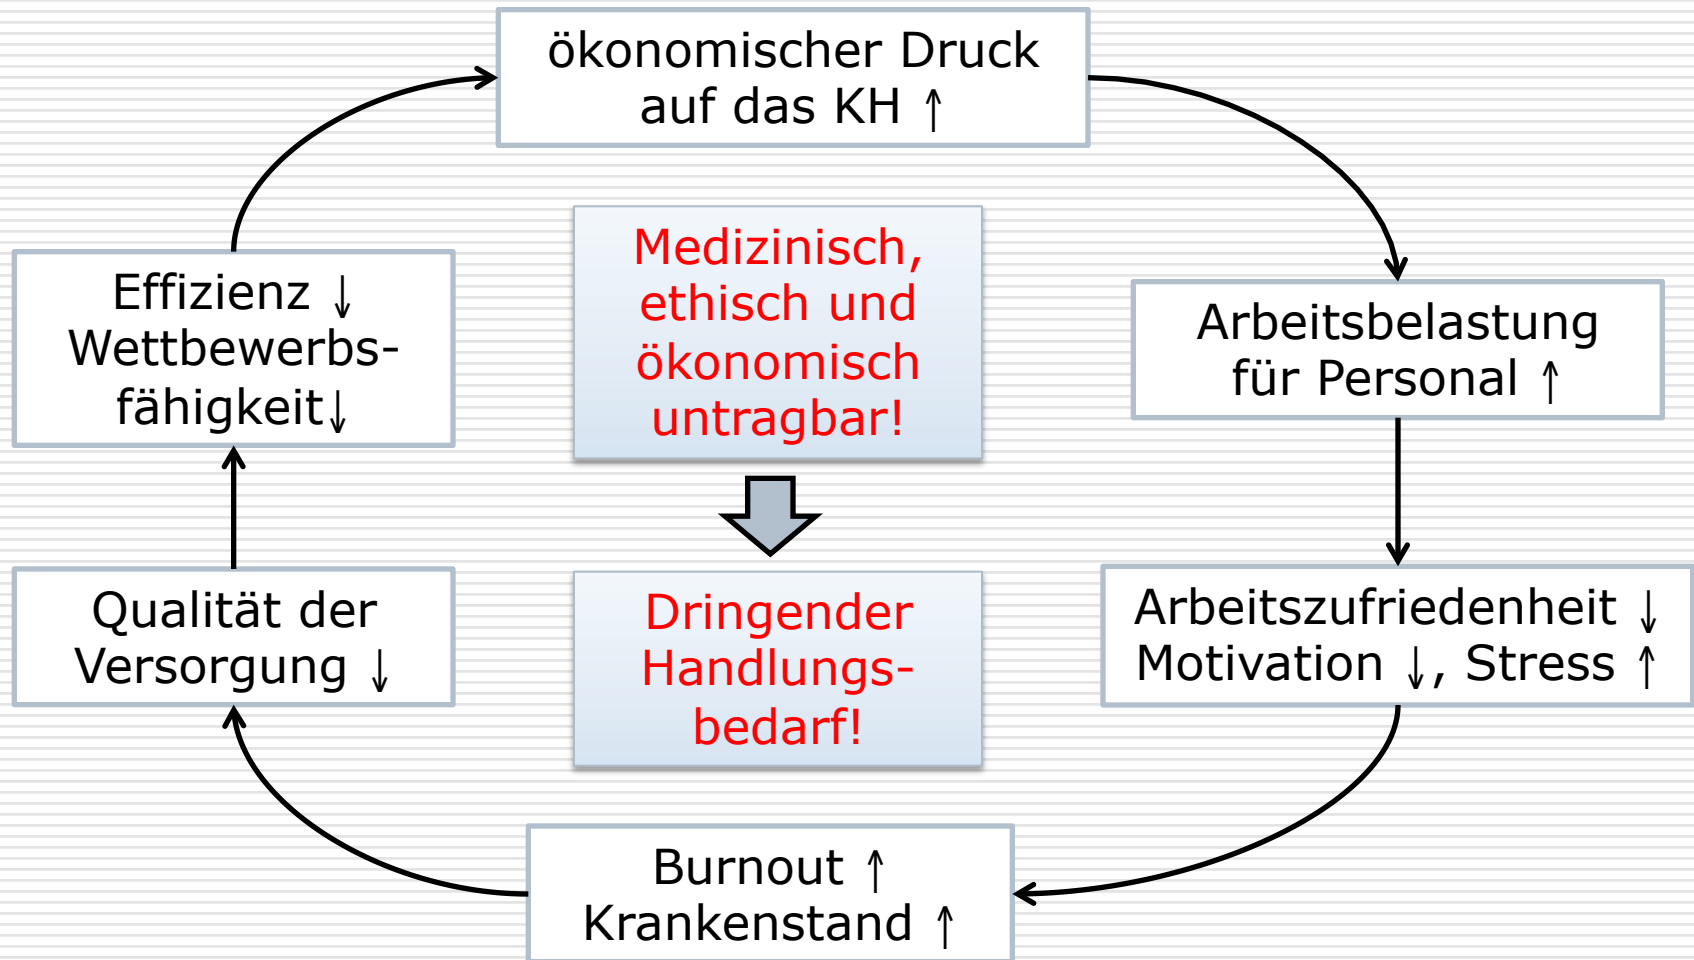 ökonomischer Druck
auf das KH ↑
Arbeitsbelastung
für Personal ↑
Arbeitszufriedenheit ↓
Motivation ↓, Stress ↑
Burnout ↑
Krankenstand ↑
Qualität der
Versorgung ↓
Effizienz ↓
Wettbewerbs-
fähigkeit↓
Medizinisch,
ethisch und
ökonomisch
untragbar!
Dringender
Handlungs-
bedarf!